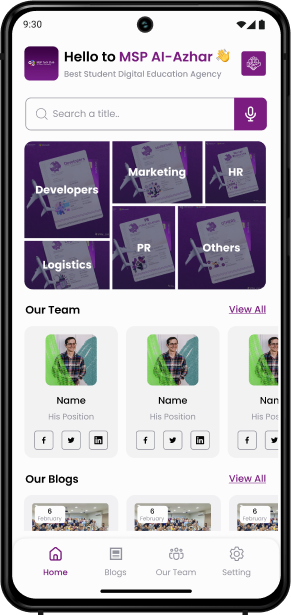 9:30
Hello to MSP Al-Azhar 👋
Best Student Digital Education Agency
Search a title..
Developers
Marketing
HR
Logistics
PR
Others
Our Team
View All
Name
Name
Nan
His Position
His Position
His Pos
Our Blogs
View All
6
February
6
February
6
February
Home
Blogs
Our Team
Setting